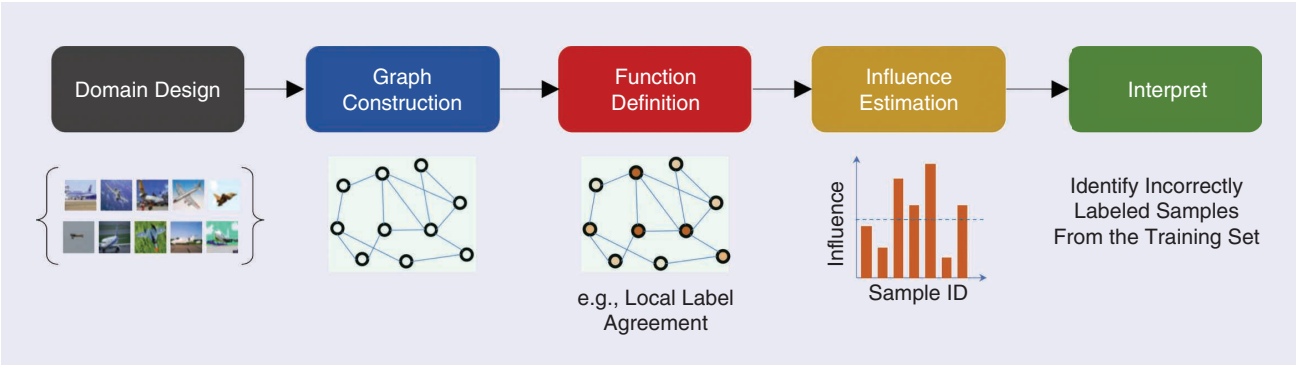 Domain Design
Graph
Construction
Function
Definition
Influence
Estimation
Interpret
e.g., Local Label
Agreement
Influence
Sample ID
Identify Incorrectly
Labeled Samples
From the Training Set